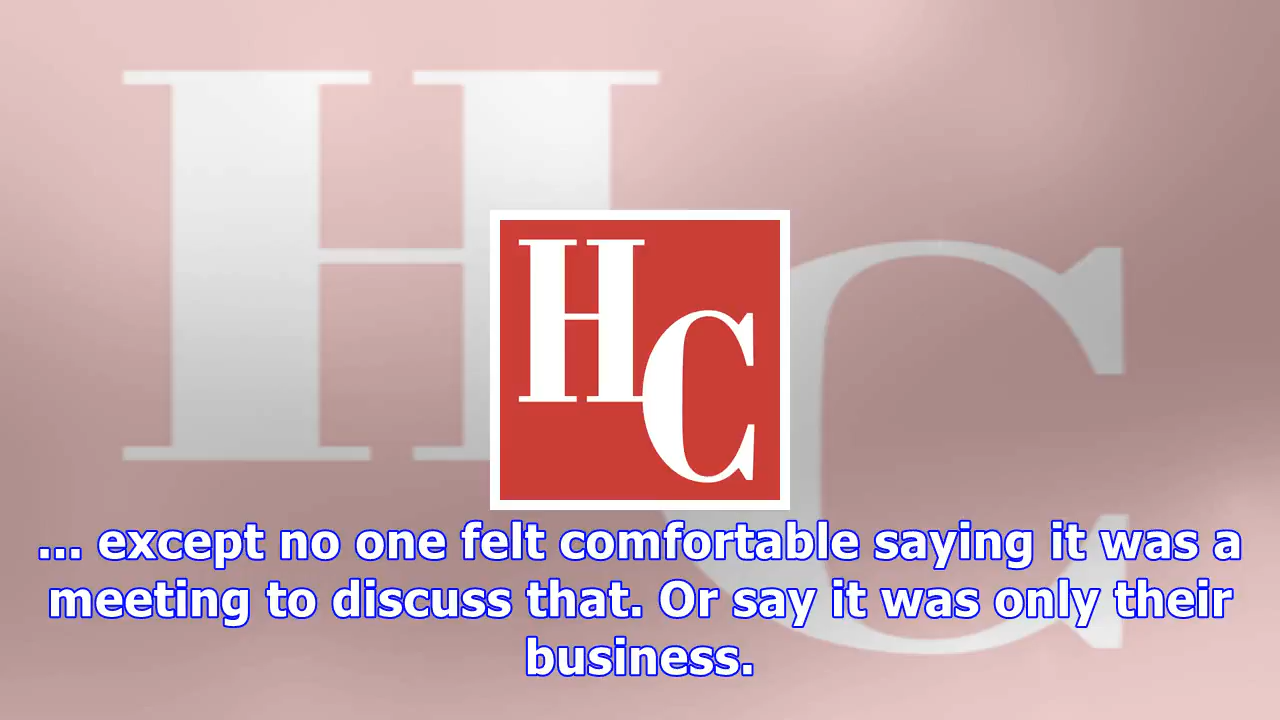 HC
HC
... except no one felt comfortable saying it was a
meeting to discuss that. Or say it was only their
business.